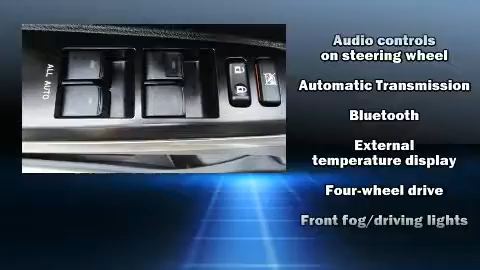 ALL AUTO
Audio controls
on steering wheel
Automatic Transmission
Bluetooth
External
temperature display
Four-wheel drive
Front fog/driving lights